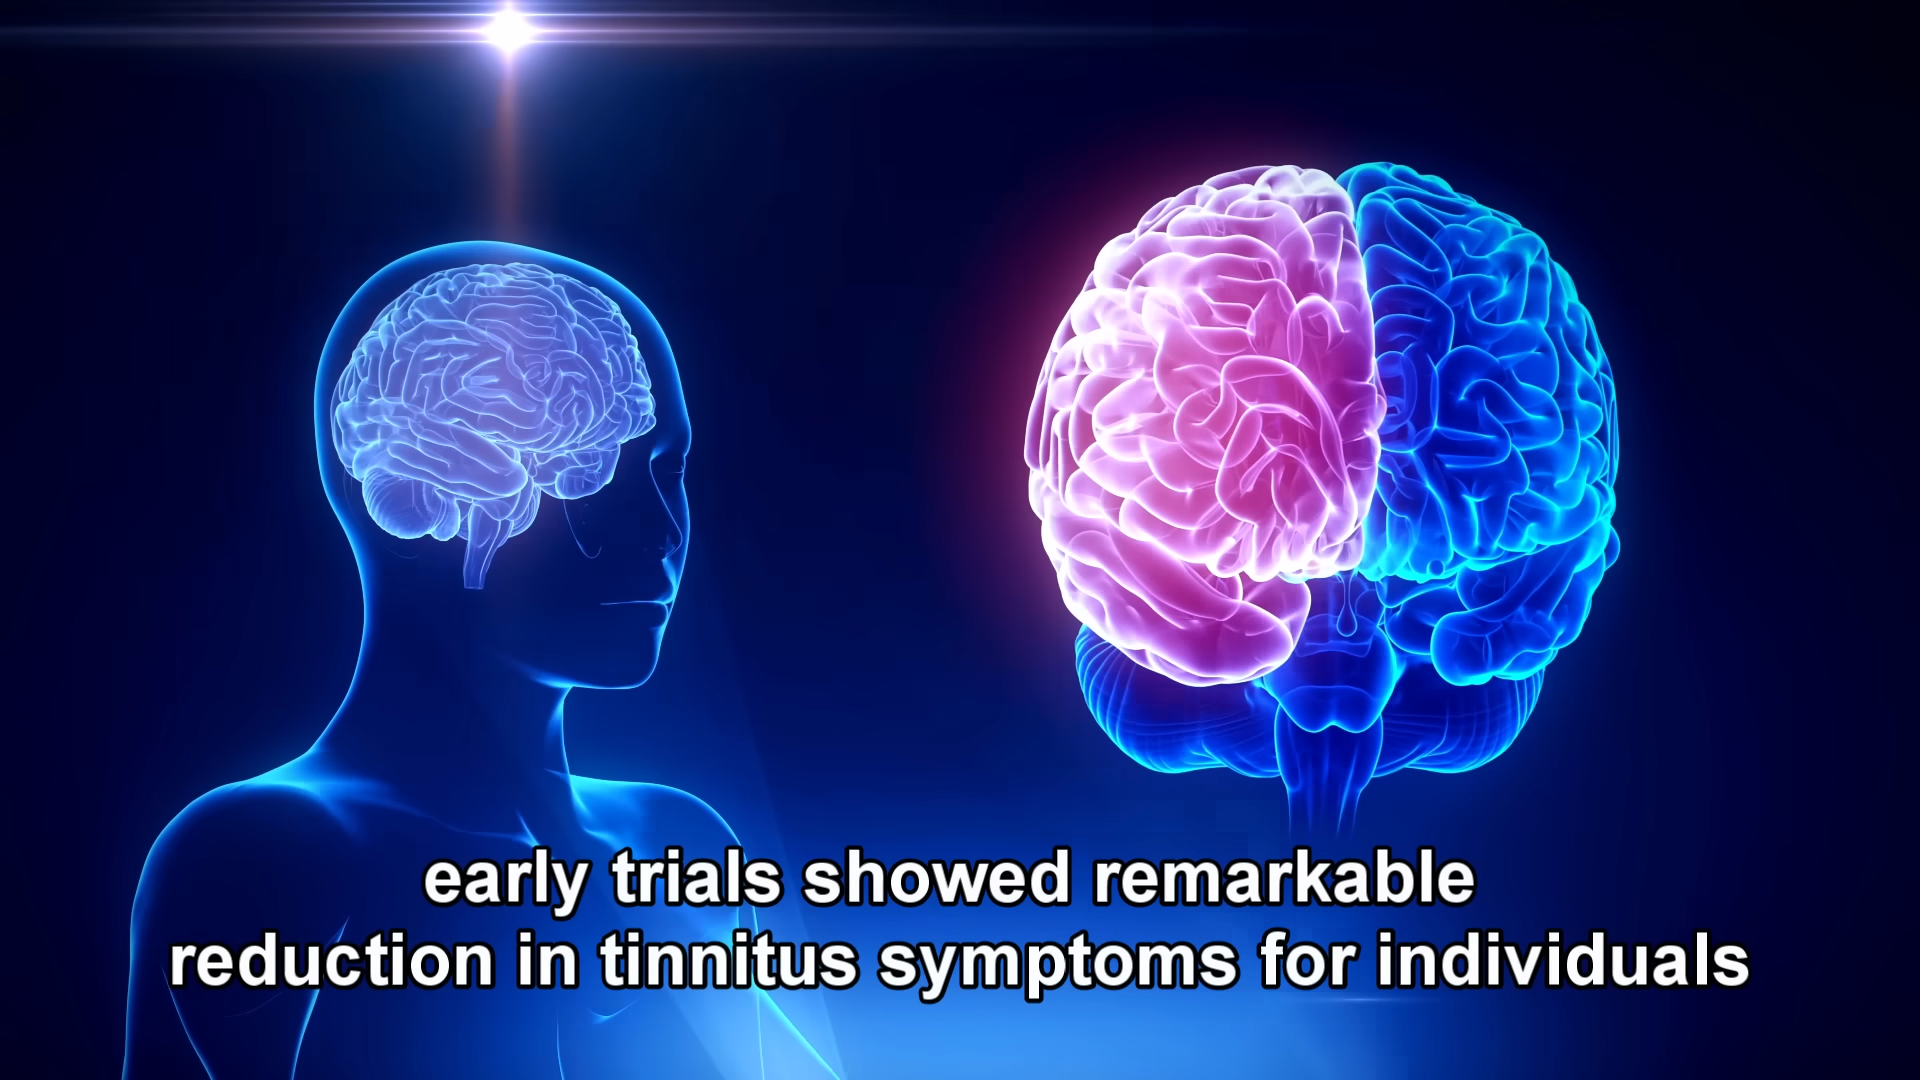 early trials showed remarkable
reduction in tinnitus symptoms for individuals